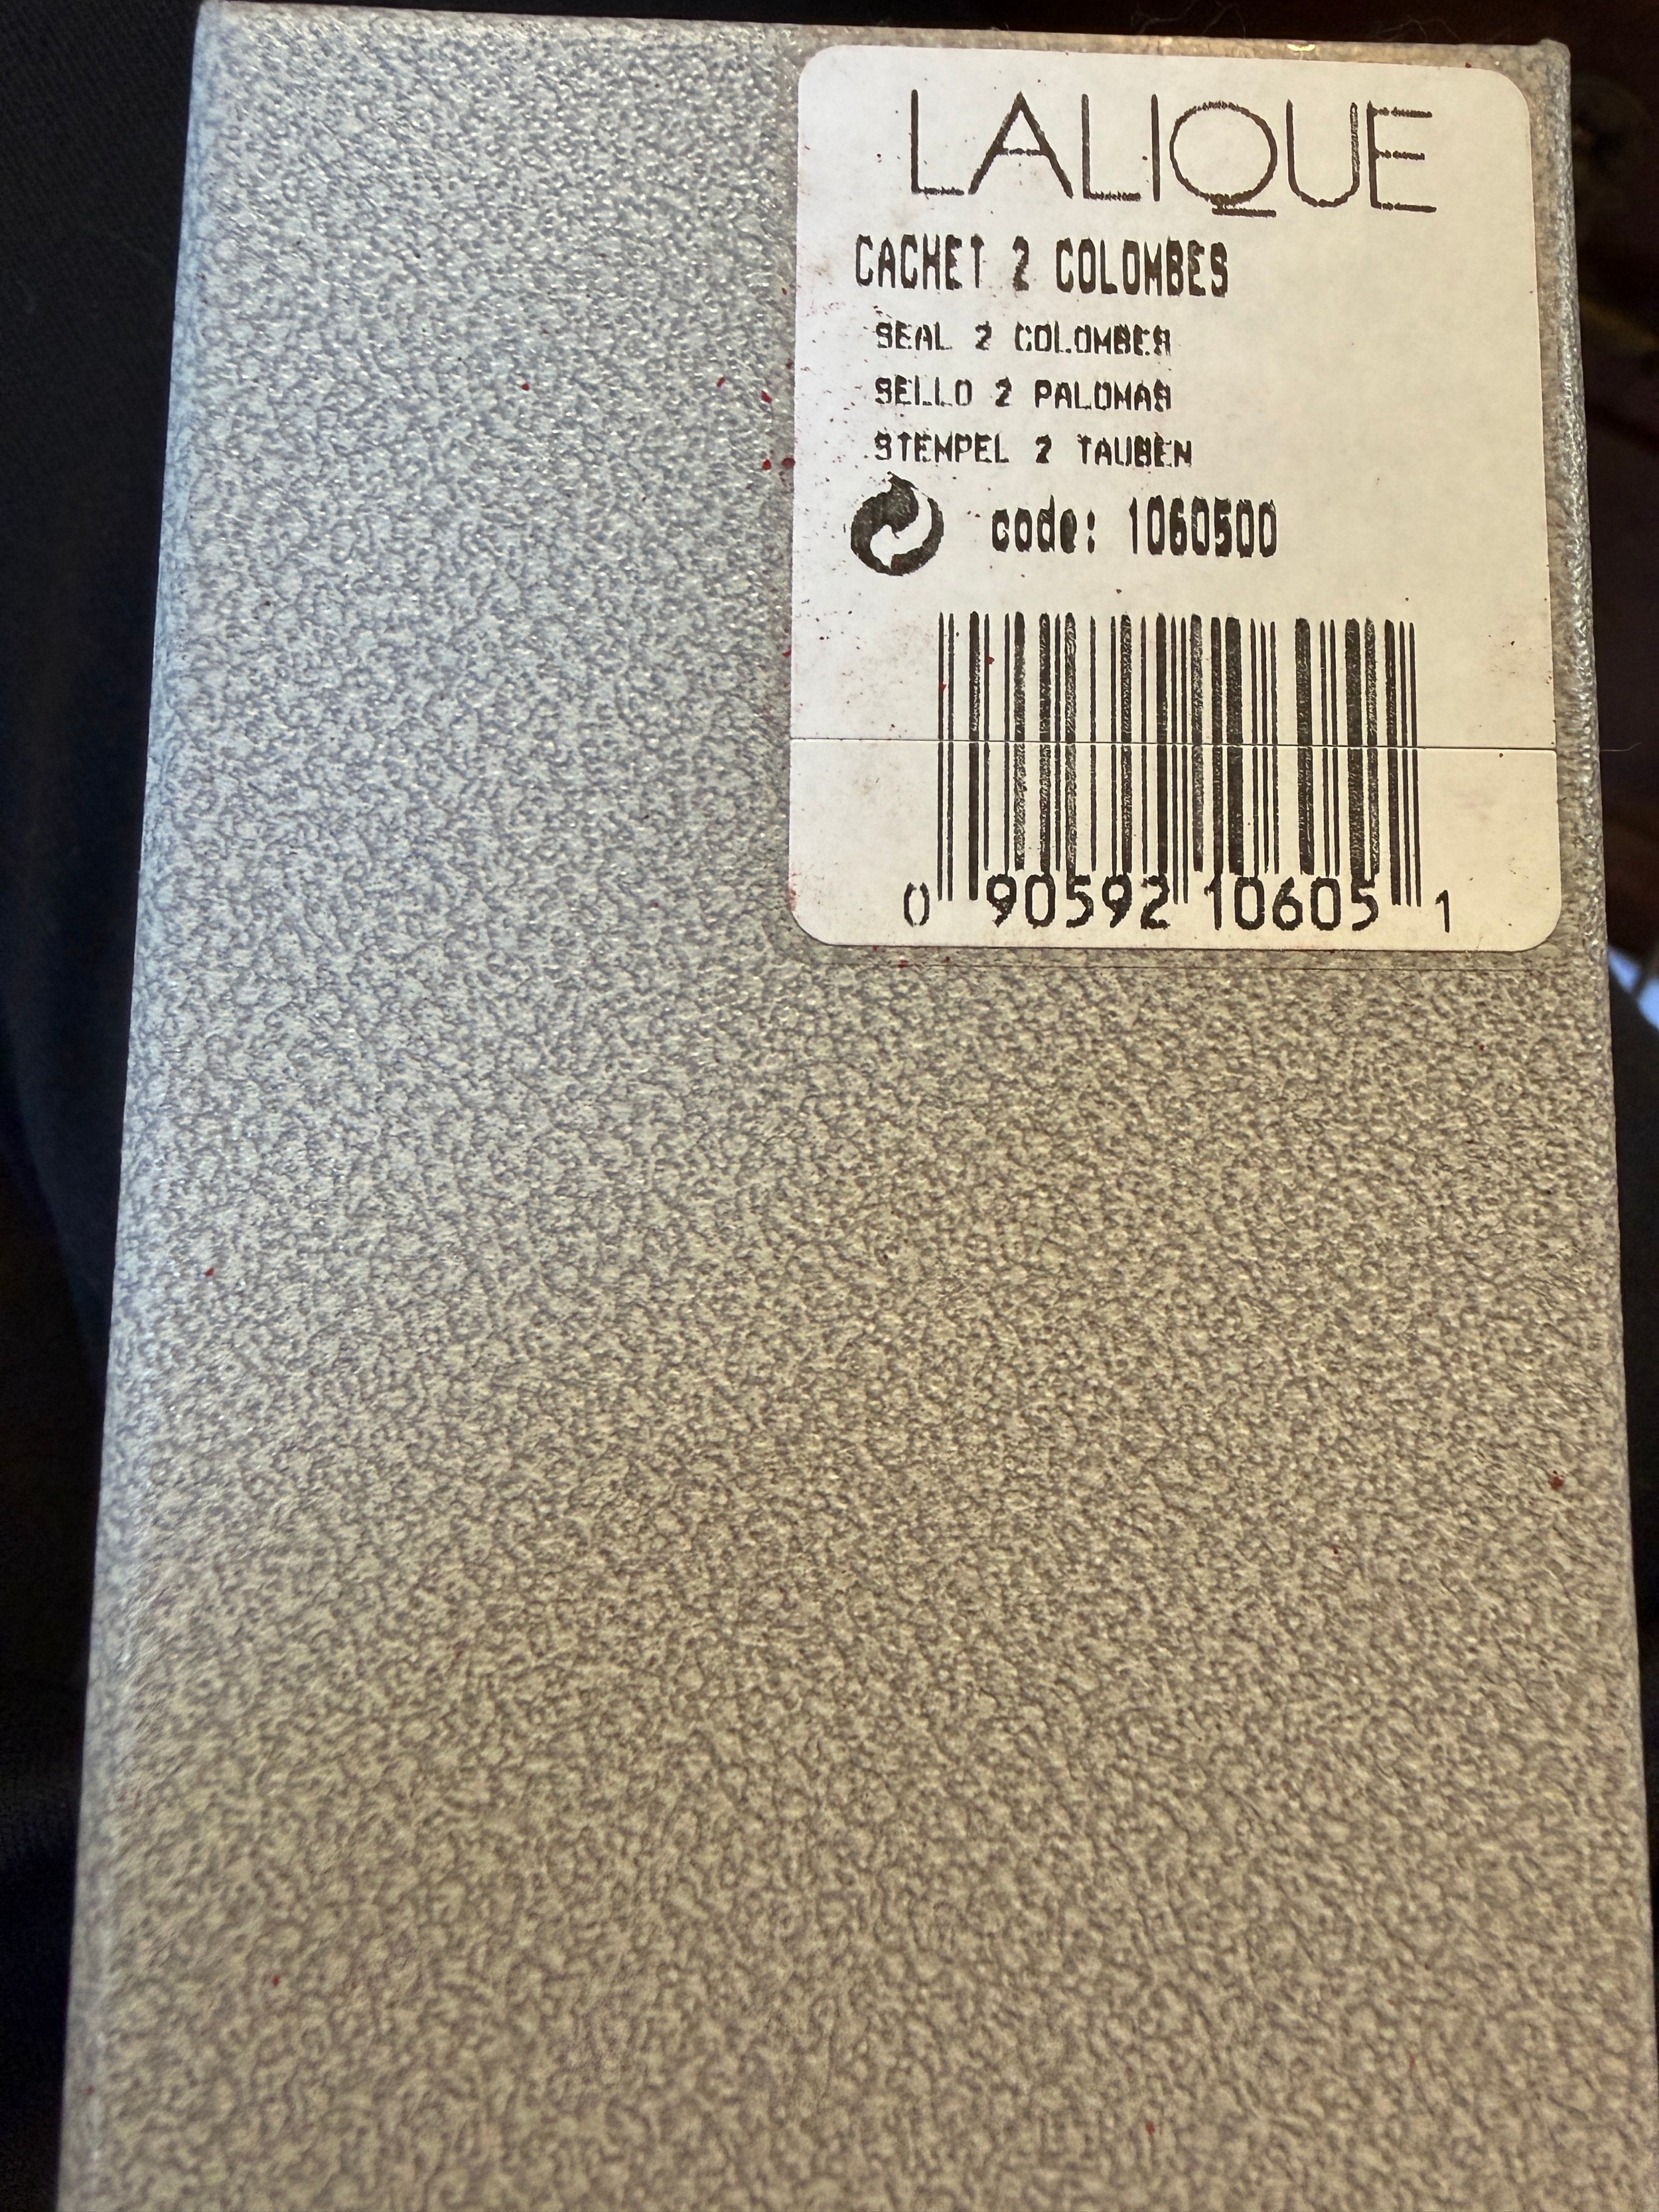 LALIQUE
CACHET 2 COLOMBES
SEAL 2 COLOMBES
SELLO 2 PALOMAS
STEMPEL 2 TAUBEN
code: 1060500
0 90592 10605 1